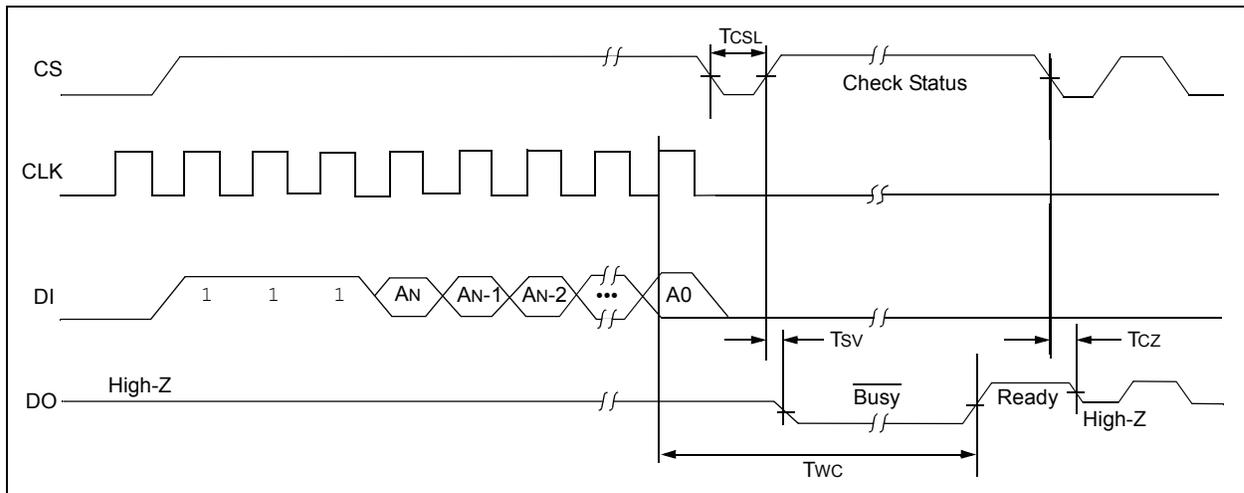 TCSL
CS
Check Status
CLK
DI
1 1 1 AN AN-1 AN-2 ••• A0
TSV
TCZ
High-Z
DO
Busy
Ready
High-Z
TWC